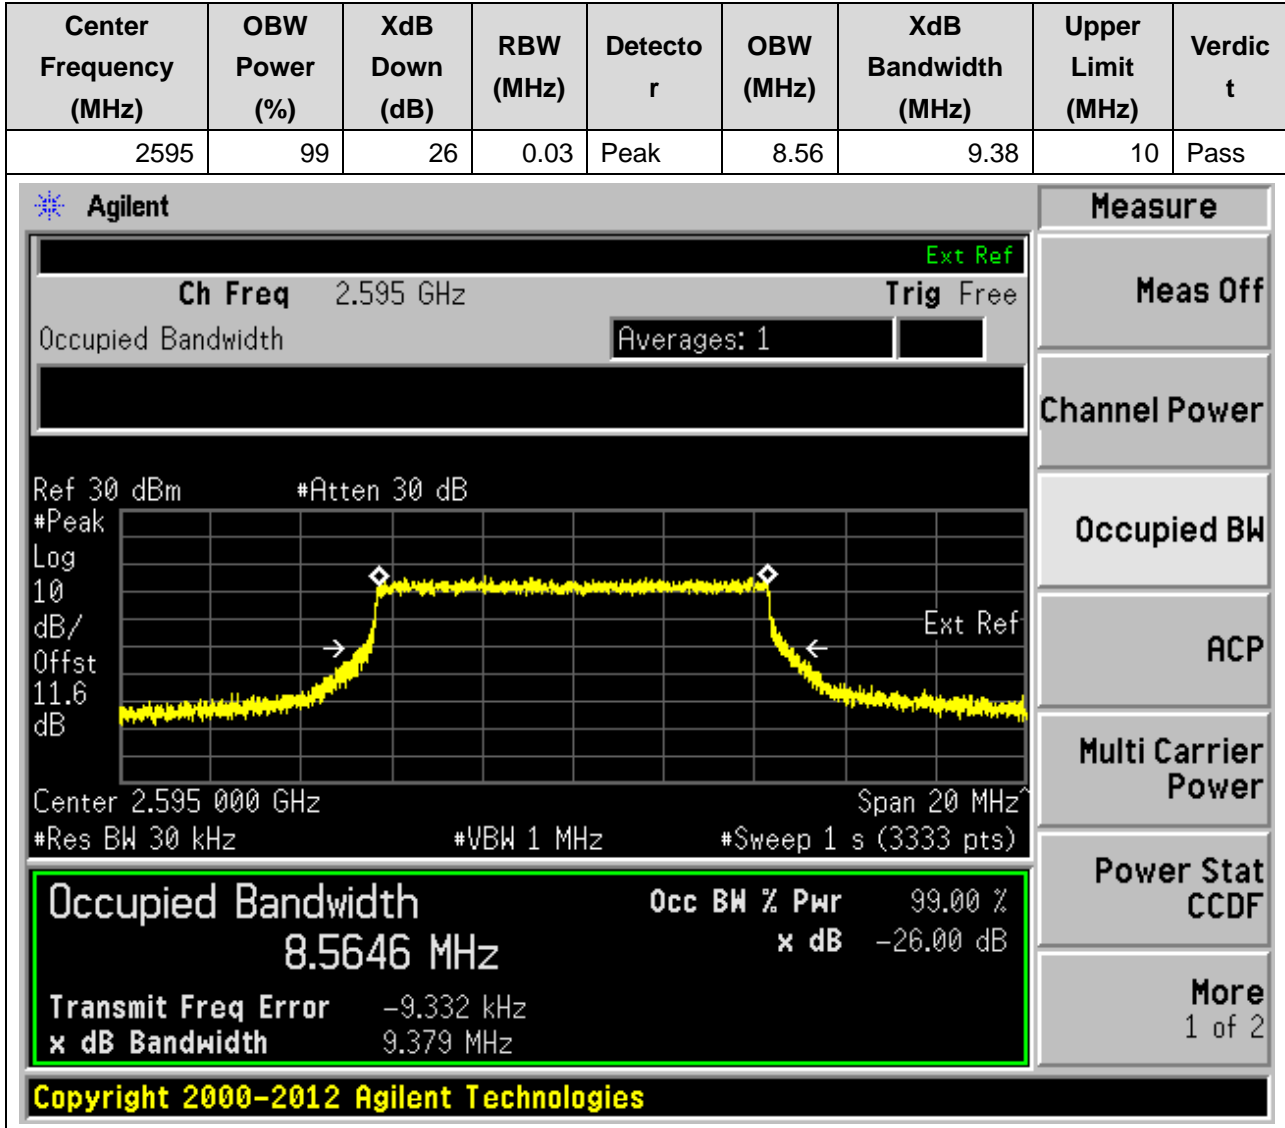 Center Frequency (MHz) OBW Power (%) XdB Down (dB) RBW (MHz) Detecto r OBW (MHz) XdB Bandwidth (MHz) Upper Limit (MHz) Verdic t
2595 99 26 0.03 Peak 8.56 9.38 10 Pass
Agilent
Measure
Ext Ref
Ch Freq 2.595 GHz Trig Free
Meas Off
Occupied Bandwidth Averages: 1
Channel Power
Ref 30 dBm #Atten 30 dB
#Peak
Log
10
dB/
Offst
11.6
dB
Ext Ref
Occupied BW
ACP
Center 2.595 000 GHz Span 20 MHz^
#Res BW 30 kHz #VBW 1 MHz #Sweep 1 s (3333 pts)
Multi Carrier
Power
Occupied Bandwidth Occ BW % Pwr 99.00 %
8.5646 MHz x dB -26.00 dB
Power Stat
CCDF
Transmit Freq Error -9.332 kHz
x dB Bandwidth 9.379 MHz
More
1 of 2
Copyright 2000-2012 Agilent Technologies